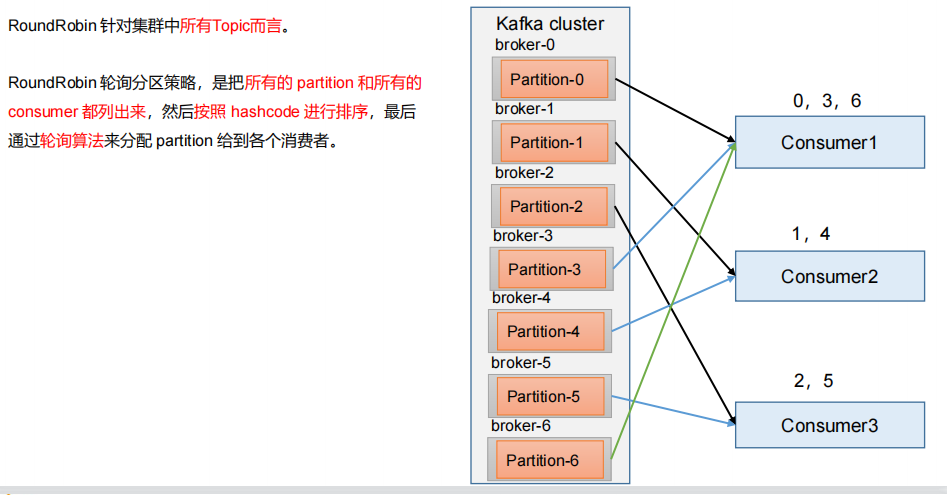 RoundRobin 针对集群中所有Topic而言。
RoundRobin 轮询分区策略，是把所有的 partition 和所有的
consumer 都列出来，然后按照 hashcode 进行排序，最后
通过轮询算法来分配 partition 给到各个消费者。
Kafka cluster
broker-0
Partition-0
broker-1
Partition-1
broker-2
Partition-2
broker-3
Partition-3
broker-4
Partition-4
broker-5
Partition-5
broker-6
Partition-6
0，3，6
Consumer1
1，4
Consumer2
2，5
Consumer3